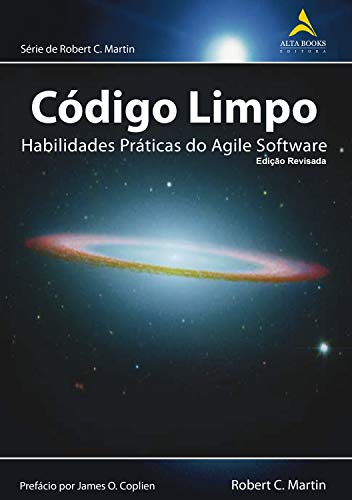 Série de Robert C. Martin
ALTA BOOKS
EDITORA
Código Limpo
Habilidades Práticas do Agile Software
Edição Revisada
Prefácio por James O. Coplien
Robert C. Martin